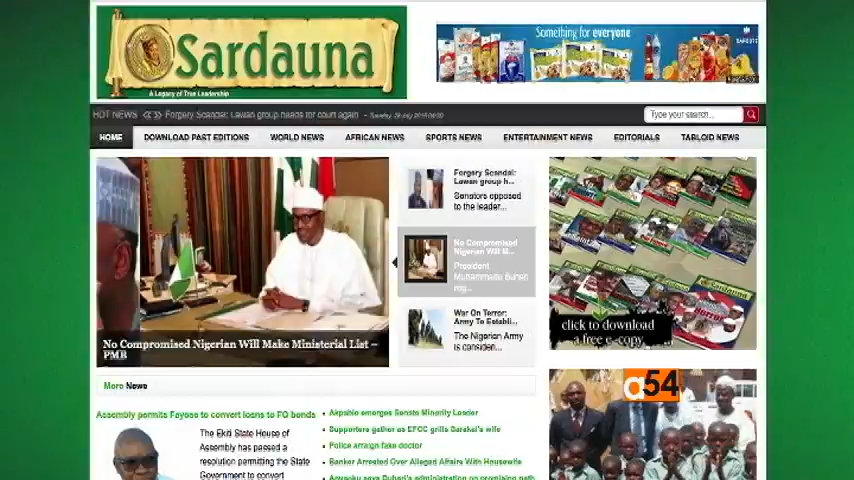 Sardauna
A Legacy of True Leadership
Something for everyone
HOT NEWS
Forgery Scandal: Lawan group heads for court again
Type your search...
HOME
DOWNLOAD PAST EDITIONS
WORLD NEWS
AFRICAN NEWS
SPORTS NEWS
ENTERTAINMENT NEWS
EDITORIALS
TABLOID NEWS
No Compromised Nigerian Will Make Ministerial List –
PMB
Forgery Scandal:
Lawan group h...
Senators opposed
to the leader...
No Compromised
Nigerian Will M...
President
Muhammadu Buhari
War On Terror:
Army To Establi...
The Nigerian Army
is consideri...
Sardauna
click to download
a free e-copy
a54
More News
Assembly permits Fayose to convert loans to FG bonds
The Ekiti State House of
Assembly has passed a
resolution permitting the State
Government to convert
Akpabio emerges Senate Minority Leader
Supporters gather as EFCC grills Saraki's wife
Police arraign fake doctor
Banker Arrested Over Alleged Affairs With Housewife